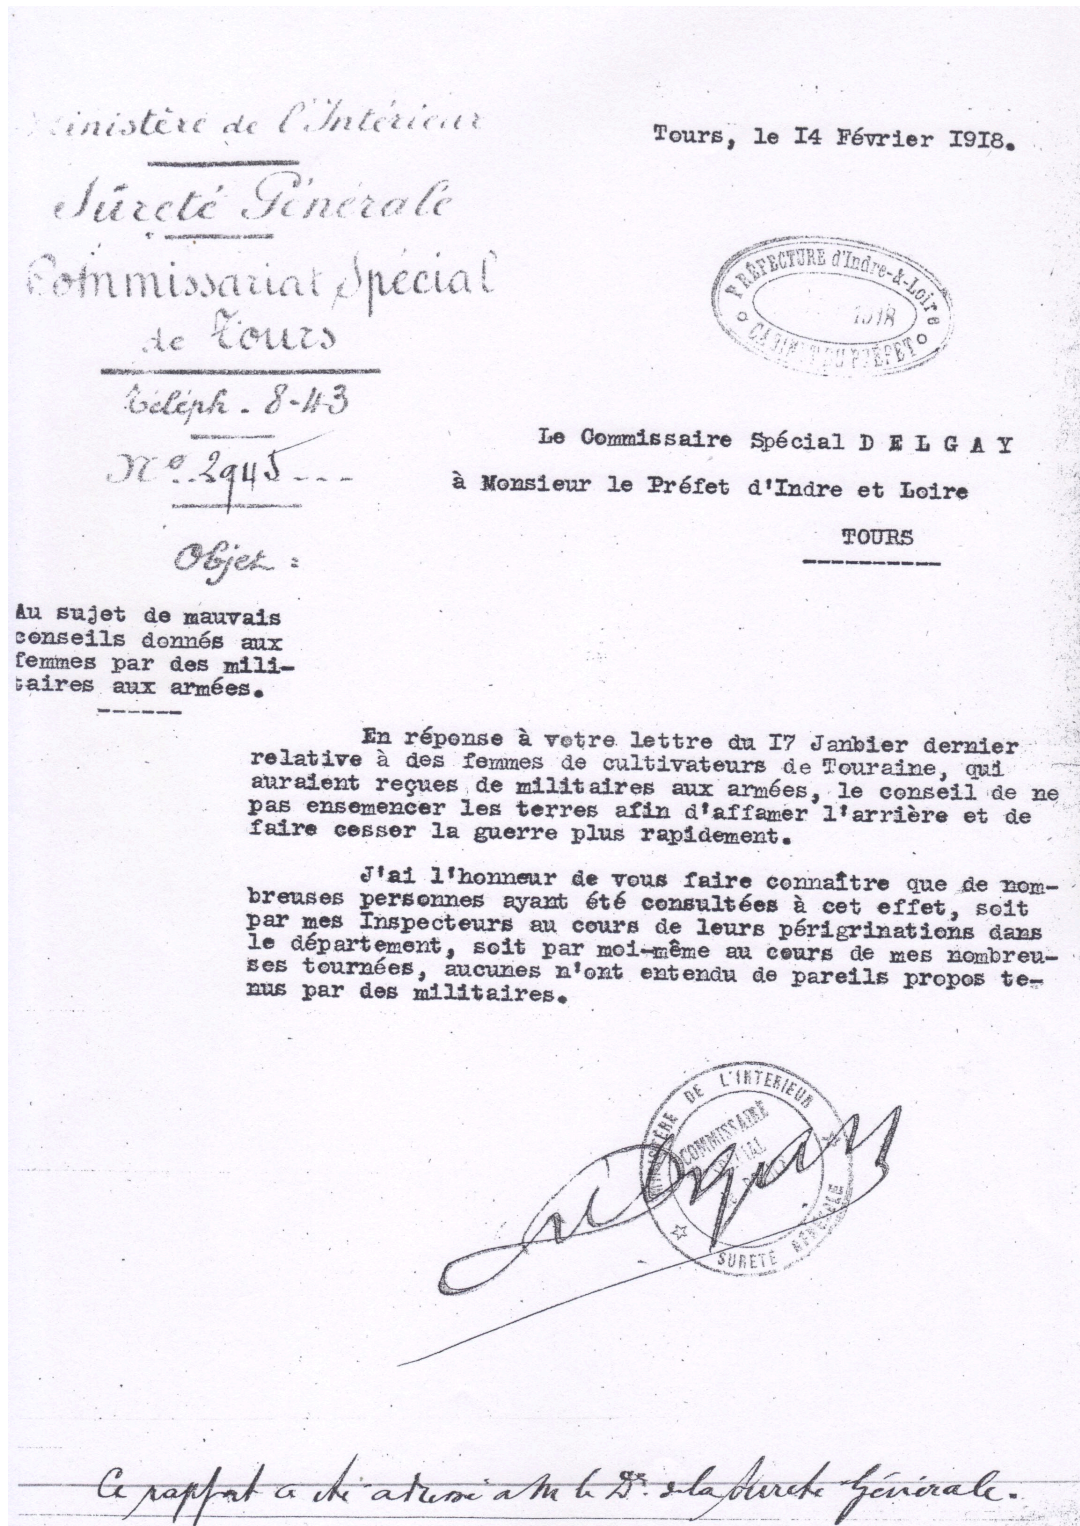 Ministère de l'Intérieur
Sûreté Générale
Commissariat Spécial
de Tours
Téléph. 8-43
N° 2945
Objet :
Au sujet de mauvais
conseils donnés aux
femmes par des mili-
taires aux armées.
Tours, le I4 Février I9I8.
PRÉFECTURE d'Indre-&-Loire
1918
CABINET DU PRÉFET
Le Commissaire Spécial D E L G A Y
à Monsieur le Préfet d'Indre et Loire
TOURS
En réponse à votre lettre du I7 Janbier dernier
relative à des femmes de cultivateurs de Touraine, qui
auraient reçues de militaires aux armées, le conseil de ne
pas ensemencer les terres afin d'affamer l'arrière et de
faire cesser la guerre plus rapidement.
J'ai l'honneur de vous faire connaître que de nom-
breuses personnes ayant été consultées à cet effet, soit
par mes Inspecteurs au cours de leurs périgrinations dans
le département, soit par moi-même au cours de mes nombreu-
ses tournées, aucunes n'ont entendu de pareils propos te-
nus par des militaires.
MINISTÈRE DE L'INTERIEUR
COMMISSAIRE
SURETÉ GÉNÉRALE
Delgay
Ce rapport a été adressé à M le Dr. de la Sureté Générale.